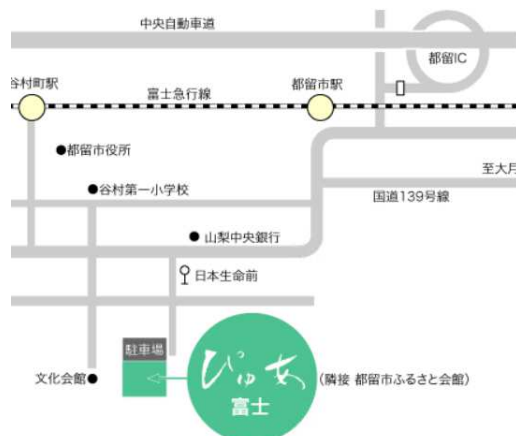 中央自動車道
都留IC
谷村町駅
富士急行線
都留市駅
●都留市役所
至大月
●谷村第一小学校
国道139号線
●山梨中央銀行
日本生命前
駐車場
文化会館●
ぴゅあ
富士
（隣接 都留市ふるさと会館）